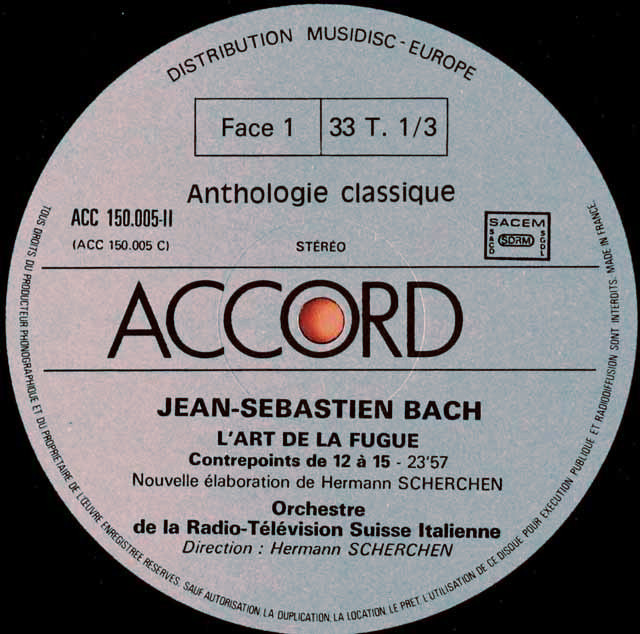 DISTRIBUTION MUSIDISC - EUROPE
Face 1
33 T. 1/3
Anthologie classique
ACC 150.005-II
(ACC 150.005 C)
STÉRÉO
SACEM
SACD
SDRM
SGDL
ACCORD
JEAN-SEBASTIEN BACH
L'ART DE LA FUGUE
Contrepoints de 12 à 15 - 23'57
Nouvelle élaboration de Hermann SCHERCHEN
Orchestre
de la Radio-Télévision Suisse Italienne
Direction : Hermann SCHERCHEN
TOUS DROITS DU PRODUCTEUR PHONOGRAPHIQUE ET DU PROPRIETAIRE DE L'ŒUVRE ENREGISTREE RESERVES. SAUF AUTORISATION, LA DUPLICATION, LA LOCATION, LE PRET, L'UTILISATION DE CE DISQUE POUR EXECUTION PUBLIQUE ET RADIODIFFUSION SONT INTERDITS. MADE IN FRANCE.